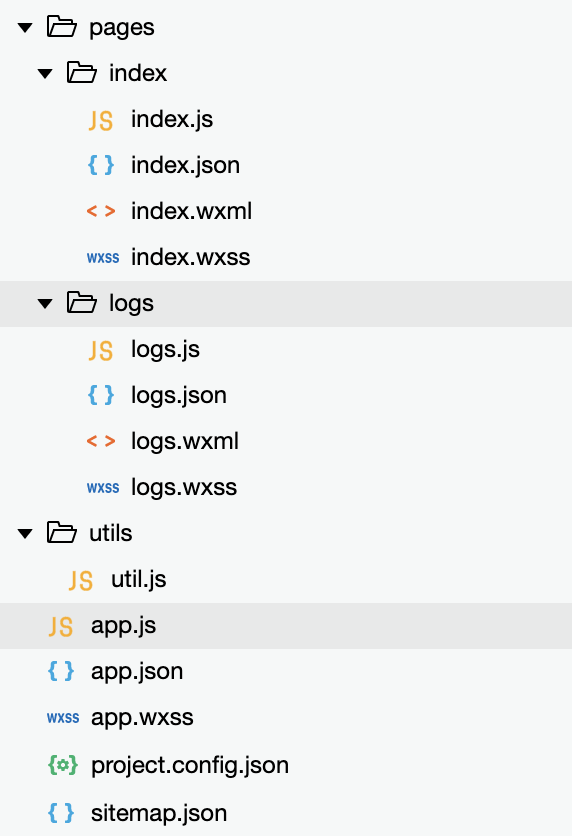 pages
index
JS index.js
{ } index.json
< > index.wxml
wxss index.wxss
logs
JS logs.js
{ } logs.json
< > logs.wxml
wxss logs.wxss
utils
JS util.js
JS app.js
{ } app.json
wxss app.wxss
project.config.json
{ } sitemap.json